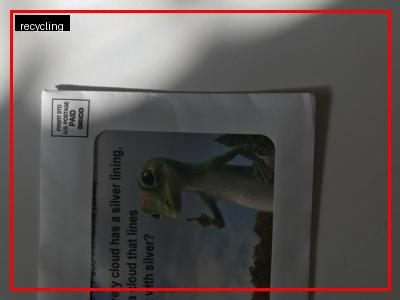 recycling
PRSRT STD
U.S. POSTAGE
PAID
GEICO
cloud has a silver lining.
cloud that lines
with silver?